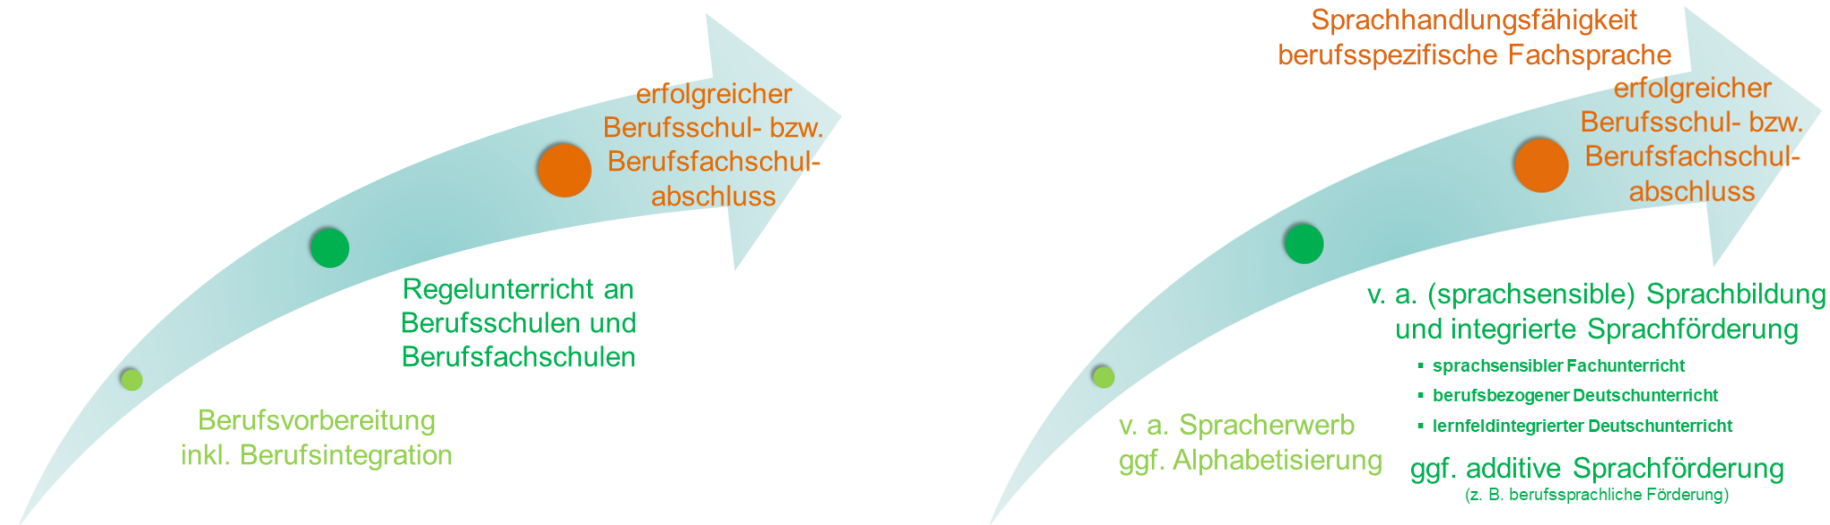 erfolgreicher
Berufsschul- bzw.
Berufsfachschul-
abschluss
Regelunterricht an
Berufsschulen und
Berufsfachschulen
Berufsvorbereitung
inkl. Berufsintegration
Sprachhandlungsfähigkeit
berufsspezifische Fachsprache
erfolgreicher
Berufsschul- bzw.
Berufsfachschul-
abschluss
v. a. (sprachsensible) Sprachbildung
und integrierte Sprachförderung
▪ sprachsensibler Fachunterricht
▪ berufsbezogener Deutschunterricht
▪ lernfeldintegrierter Deutschunterricht
ggf. additive Sprachförderung
(z. B. berufssprachliche Förderung)
v. a. Spracherwerb
ggf. Alphabetisierung